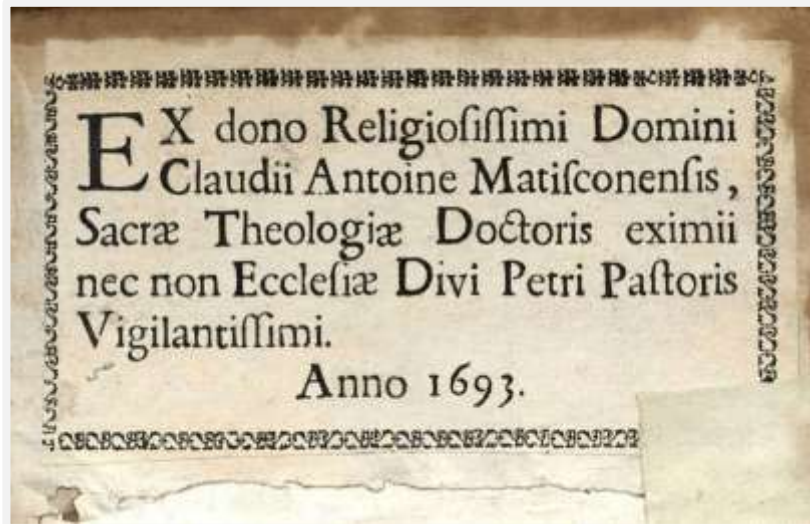 EX dono Religioſiſſimi Domini
Claudii Antoine Matiſconenſis,
Sacræ Theologiæ Doctoris eximii
nec non Eccleſiæ Divi Petri Paſtoris
Vigilantiſſimi.
Anno 1693.